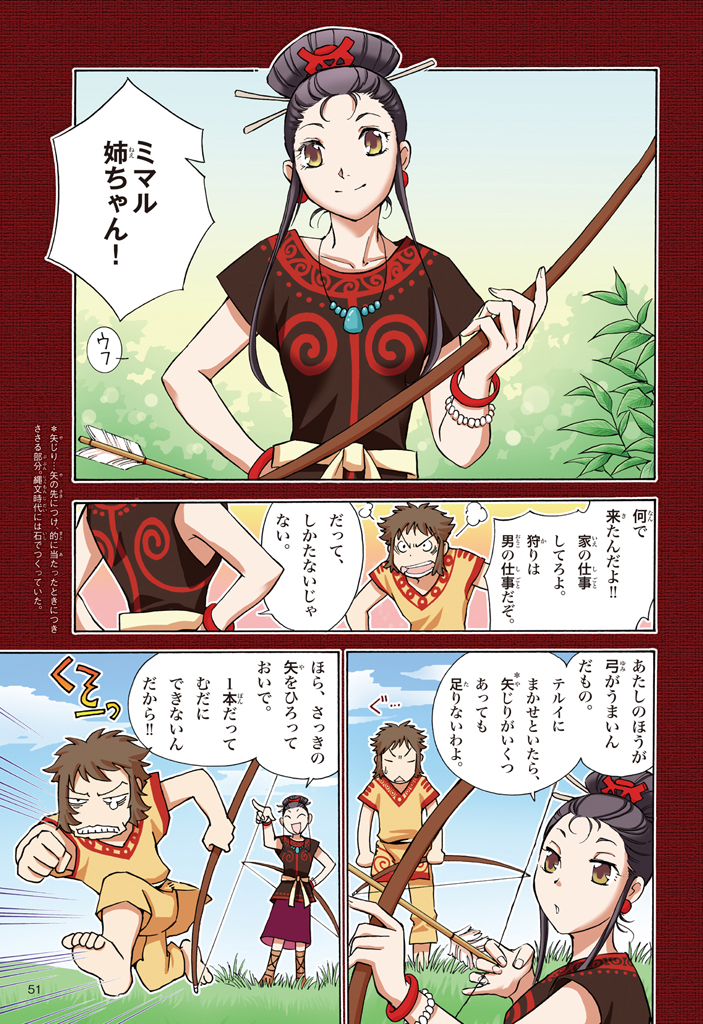 ミマル
姉ちゃん!
ウフ
何で
来たんだよ!!
家の仕事
してろよ。
狩りは
男の仕事だぞ。
だって、
しかたないじゃ
ない。
あたしのほうが
弓がうまいん
だもの。
テルイに
まかせといたら、
*矢じりがいくつ
あっても
足りないわよ。
ぐ…
ほら、さっきの
矢をひろって
おいで。
1本だって
むだに
できないん
だから!!
くそーっ
*矢じり…矢の先につけ、的に当たったときにつき
ささる部分。縄文時代には石でつくっていた。
51